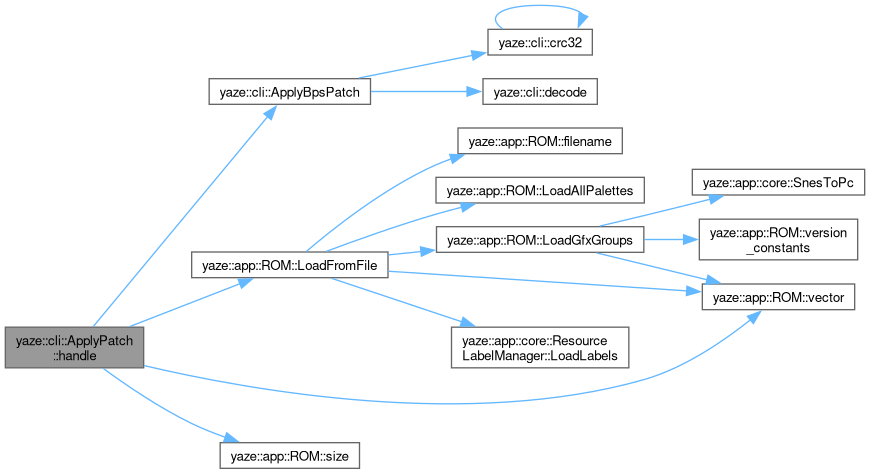 yaze::cli::crc32
yaze::cli::ApplyBpsPatch
yaze::cli::decode
yaze::app::ROM::filename
yaze::app::ROM::LoadAllPalettes
yaze::app::core::SnesToPc
yaze::app::ROM::LoadGfxGroups
yaze::app::ROM::version
_constants
yaze::app::ROM::LoadFromFile
yaze::app::ROM::vector
yaze::cli::ApplyPatch
::handle
yaze::app::core::Resource
LabelManager::LoadLabels
yaze::app::ROM::size